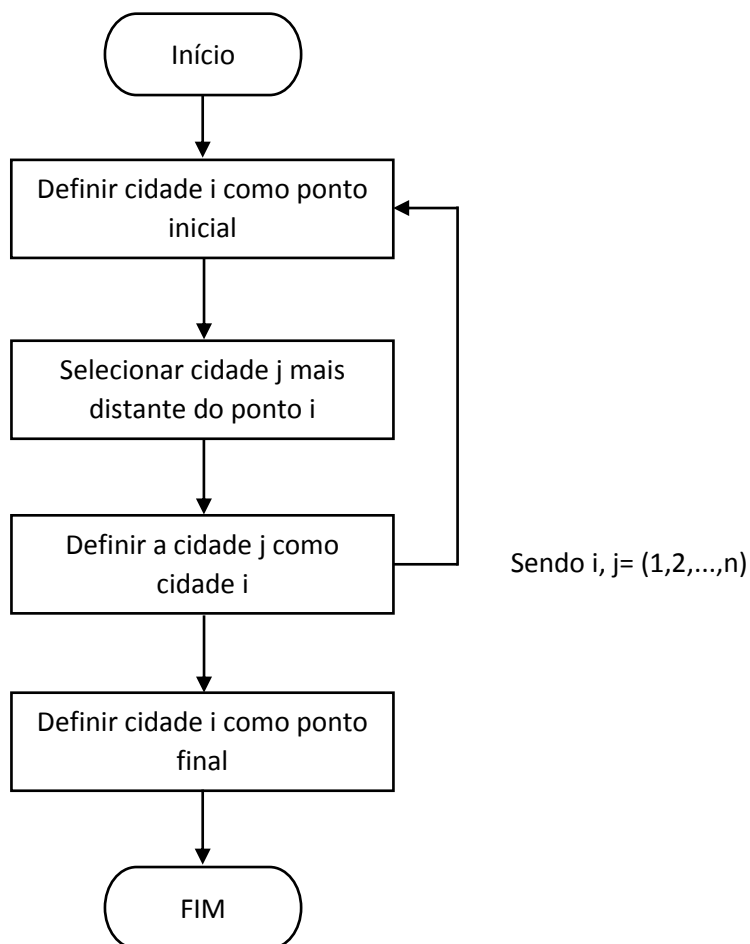 Início
Definir cidade i como ponto
inicial
Selecionar cidade j mais
distante do ponto i
Definir a cidade j como
cidade i
Sendo i, j= (1,2,...,n)
Definir cidade i como ponto
final
FIM